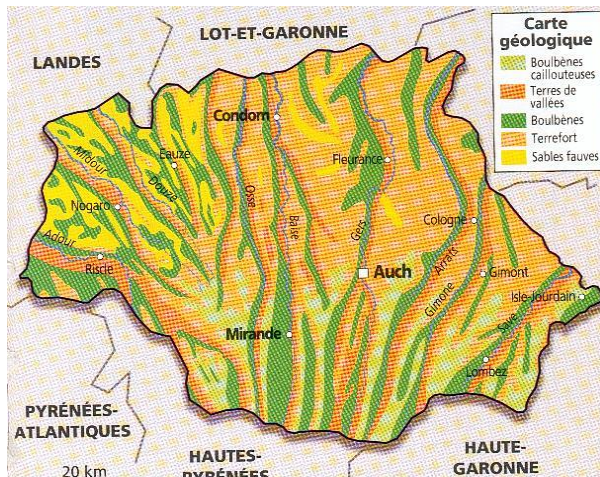 LOT-ET-GARONNE
LANDES
Carte
géologique
Boulbènes
caillouteuses
Terres de
vallées
Boulbènes
Terrefort
Sables fauves
Condom
Eauze
Midour
Douze
Fleurance
Osse
Baïse
Nogaro
Gers
Cologne
Adour
Riscle
Auch
Arrats
Gimont
Gimone
Isle-Jourdain
Save
Mirande
Lombez
PYRÉNÉES-
ATLANTIQUES
HAUTES-
PYRÉNÉES
HAUTE-
GARONNE
20 km